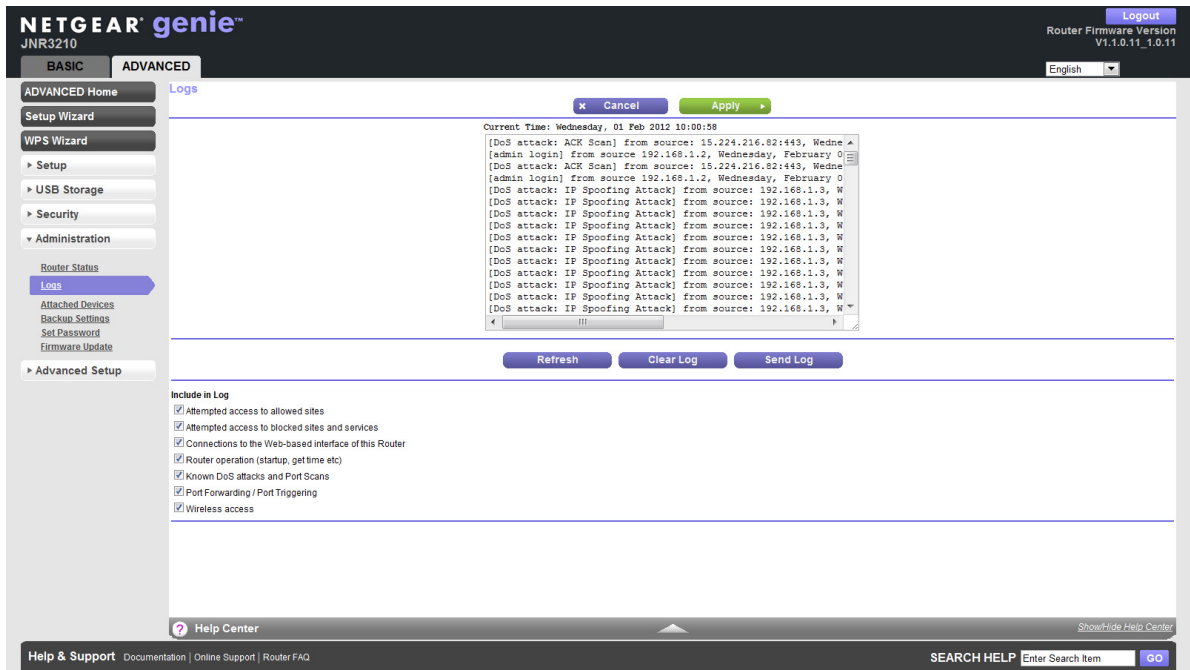 NETGEAR® genie™
Logout
JNR3210
Router Firmware Version
V1.1.0.11_1.0.11
BASIC
ADVANCED
English
ADVANCED Home
Setup Wizard
WPS Wizard
Setup
USB Storage
Security
Administration
Router Status
Logs
Attached Devices
Backup Settings
Set Password
Firmware Update
Advanced Setup
Logs
x Cancel
Apply
Current Time: Wednesday, 01 Feb 2012 10:00:58
[DoS attack: ACK Scan] from source: 15.224.216.82:443, Wedne
[admin login] from source 192.168.1.2, Wednesday, February 0
[DoS attack: ACK Scan] from source: 15.224.216.82:443, Wedne
[admin login] from source 192.168.1.2, Wednesday, February 0
[DoS attack: IP Spoofing Attack] from source: 192.168.1.3, W
[DoS attack: IP Spoofing Attack] from source: 192.168.1.3, W
[DoS attack: IP Spoofing Attack] from source: 192.168.1.3, W
[DoS attack: IP Spoofing Attack] from source: 192.168.1.3, W
[DoS attack: IP Spoofing Attack] from source: 192.168.1.3, W
[DoS attack: IP Spoofing Attack] from source: 192.168.1.3, W
[DoS attack: IP Spoofing Attack] from source: 192.168.1.3, W
[DoS attack: IP Spoofing Attack] from source: 192.168.1.3, W
[DoS attack: IP Spoofing Attack] from source: 192.168.1.3, W
[DoS attack: IP Spoofing Attack] from source: 192.168.1.3, W
[DoS attack: IP Spoofing Attack] from source: 192.168.1.3, W
Refresh
Clear Log
Send Log
Include in Log
Attempted access to allowed sites
Attempted access to blocked sites and services
Connections to the Web-based interface of this Router
Router operation (startup, get time etc)
Known DoS attacks and Port Scans
Port Forwarding / Port Triggering
Wireless access
? Help Center
Show/Hide Help Center
Help & Support Documentation | Online Support | Router FAQ
SEARCH HELP Enter Search Item GO